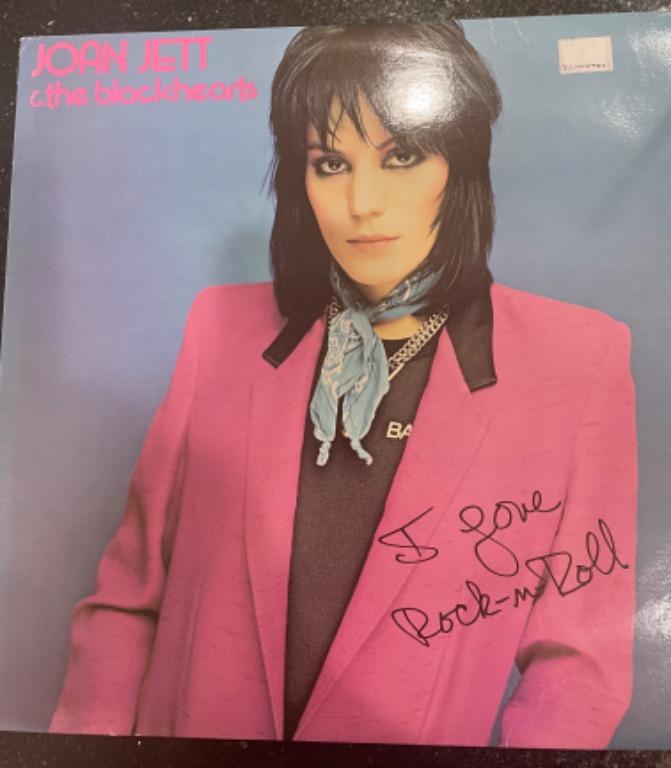 JOAN JETT
& the blackhearts
BA
I Love
Rock-n-Roll